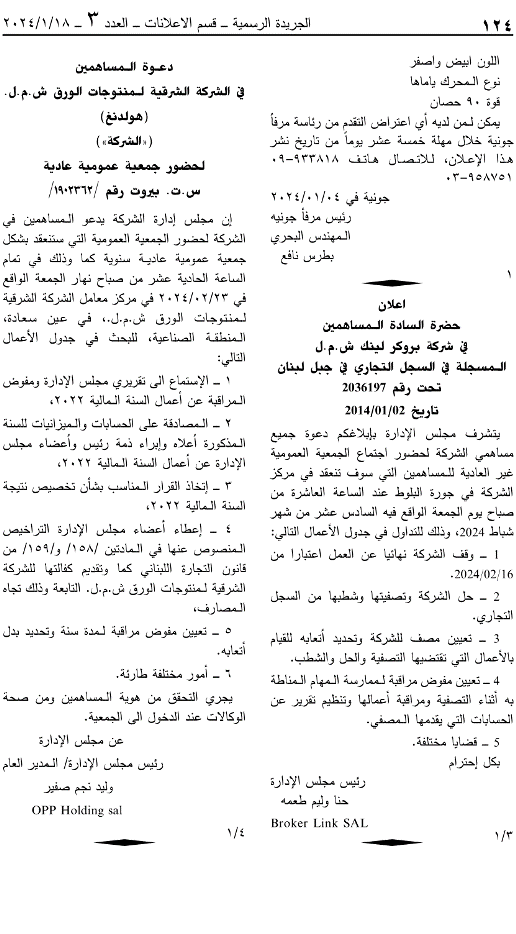 ١٢٤
الجريدة الرسمية ــ قسم الاعلانات ــ العدد ٣ ــ ٢٠٢٤/١/١٨
اللون ابيض واصفر
نوع المحرك ياماها
قوة ٩٠ حصان
يمكن لمن لديه أي اعتراض التقدم من رئاسة مرفأ
جونية خلال مهلة خمسة عشر يوماً من تاريخ نشر
هذا الإعلان، للاتصال هاتف ٩٣٣٨١٨-٠٩
٩٥٨٧٥١-٠٣
جونية في ٢٠٢٤/٠١/٠٤
رئيس مرفأ جونيه
المهندس البحري
بطرس نافع
١
اعلان
حضرة السادة المساهمين
في شركة بروكر لينك ش.م.ل
المسجلة في السجل التجاري في جبل لبنان
تحت رقم 2036197
تاريخ 2014/01/02
يتشرف مجلس الإدارة بإبلاغكم دعوة جميع
مساهمي الشركة لحضور اجتماع الجمعية العمومية
غير العادية للمساهمين التي سوف تنعقد في مركز
الشركة في جورة البلوط عند الساعة العاشرة من
صباح يوم الجمعة الواقع فيه السادس عشر من شهر
شباط 2024، وذلك للتداول في جدول الأعمال التالي:
1 ــ وقف الشركة نهائيا عن العمل اعتبارا من
2024/02/16.
2 ــ حل الشركة وتصفيتها وشطبها من السجل
التجاري.
3 ــ تعيين مصف للشركة وتحديد أتعابه للقيام
بالأعمال التي تقتضيها التصفية والحل والشطب.
4 ــ تعيين مفوض مراقبة لممارسة المهام المناطة
به أثناء التصفية ومراقبة أعمالها وتنظيم تقرير عن
الحسابات التي يقدمها المصفي.
5 ــ قضايا مختلفة.
بكل إحترام
رئيس مجلس الإدارة
حنا وليم طعمه
Broker Link SAL
١/٣
دعوة المساهمين
في الشركة الشرقية لمنتوجات الورق ش.م.ل.
(هولدنغ)
(«الشركة»)
لحضور جمعية عمومية عادية
س.ت. بيروت رقم /١٩٠٢٣٦٢/
إن مجلس إدارة الشركة يدعو المساهمين في
الشركة لحضور الجمعية العمومية التي ستنعقد بشكل
جمعية عمومية عادية سنوية كما وذلك في تمام
الساعة الحادية عشر من صباح نهار الجمعة الواقع
في ٢٠٢٤/٠٢/٢٣ في مركز معامل الشركة الشرقية
لمنتوجات الورق ش.م.ل.، في عين سعادة،
المنطقة الصناعية، للبحث في جدول الأعمال
التالي:
١ ــ الإستماع الى تقريري مجلس الإدارة ومفوض
المراقبة عن أعمال السنة المالية ٢٠٢٢،
٢ ــ المصادقة على الحسابات والميزانيات للسنة
المذكورة أعلاه وإبراء ذمة رئيس وأعضاء مجلس
الإدارة عن أعمال السنة المالية ٢٠٢٢،
٣ ــ إتخاذ القرار المناسب بشأن تخصيص نتيجة
السنة المالية ٢٠٢٢،
٤ ــ إعطاء أعضاء مجلس الإدارة التراخيص
المنصوص عنها في المادتين /١٥٨/ و/١٥٩/ من
قانون التجارة اللبناني كما وتقديم كفالتها للشركة
الشرقية لمنتوجات الورق ش.م.ل. التابعة وذلك تجاه
المصارف،
٥ ــ تعيين مفوض مراقبة لمدة سنة وتحديد بدل
أتعابه.
٦ ــ أمور مختلفة طارئة.
يجري التحقق من هوية المساهمين ومن صحة
الوكالات عند الدخول الى الجمعية.
عن مجلس الإدارة
رئيس مجلس الإدارة/ المدير العام
وليد نجم صفير
OPP Holding sal
١/٤